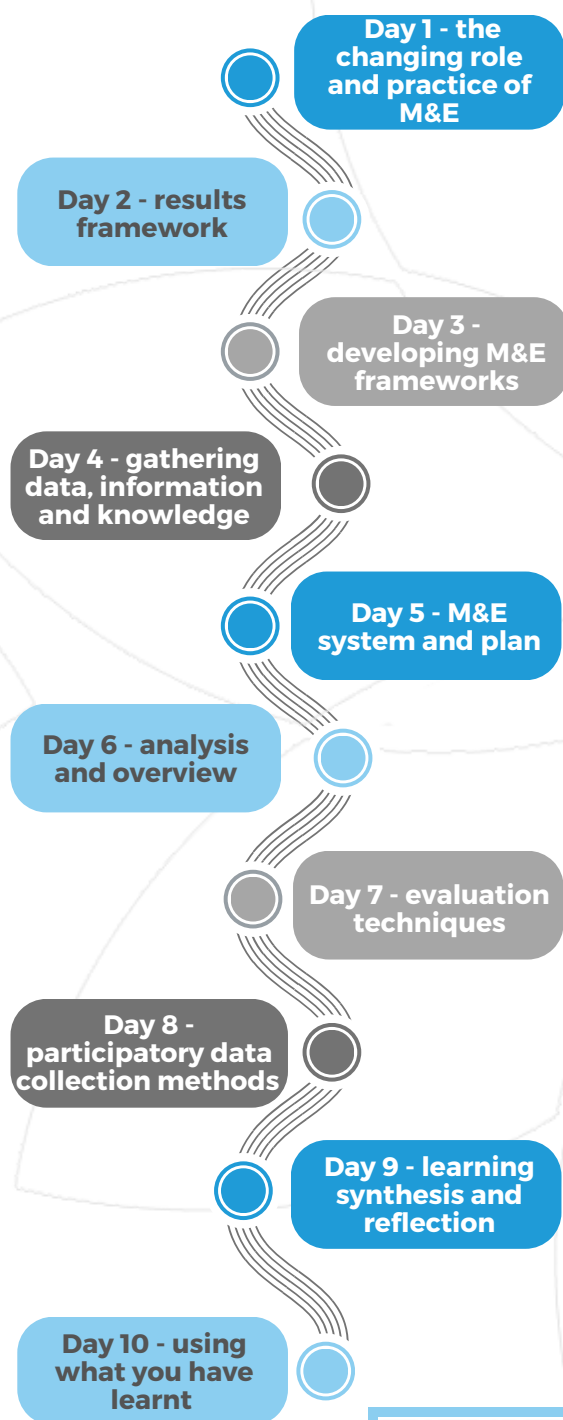 Day 1 - the
changing role
and practice of
M&E
Day 2 - results
framework
Day 3 -
developing M&E
frameworks
Day 4 - gathering
data, information
and knowledge
Day 5 - M&E
system and plan
Day 6 - analysis
and overview
Day 7 - evaluation
techniques
Day 8 -
participatory data
collection methods
Day 9 - learning
synthesis and
reflection
Day 10 - using
what you have
learnt